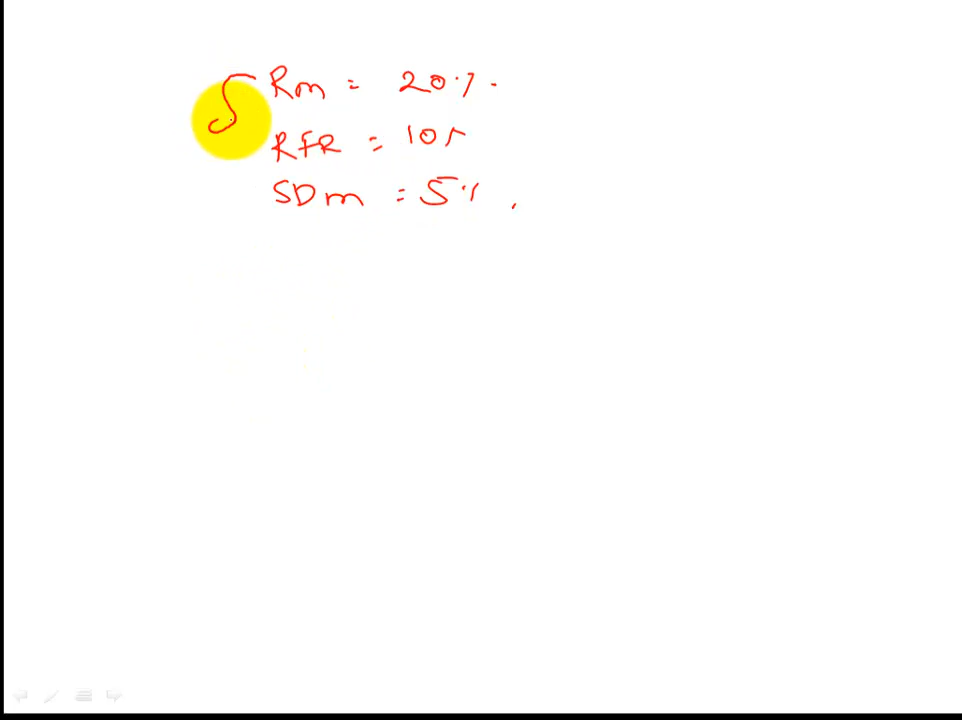 Rm = 20%.
RFR = 10%
SDm = 5%.